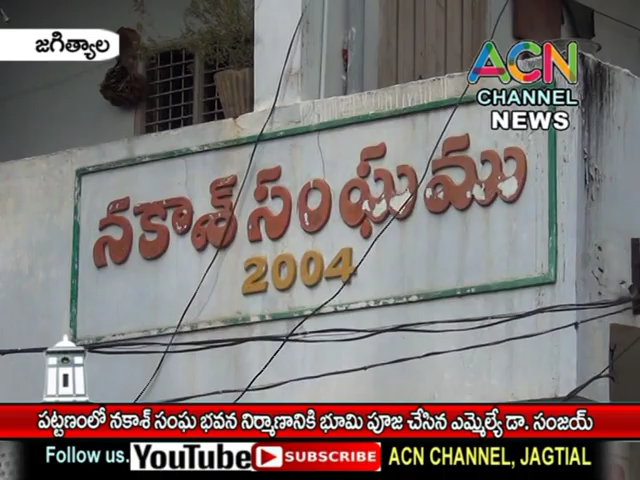 జగిత్యాల
ACN
CHANNEL
NEWS
నకాశ్ సంఘము
2004
పట్టణంలో నకాశ్ సంఘ భవన నిర్మాణానికి భూమి పూజ చేసిన ఎమ్మెల్యే డా. సంజయ్
Follow us. YouTube SUBSCRIBE ACN CHANNEL, JAGTIAL